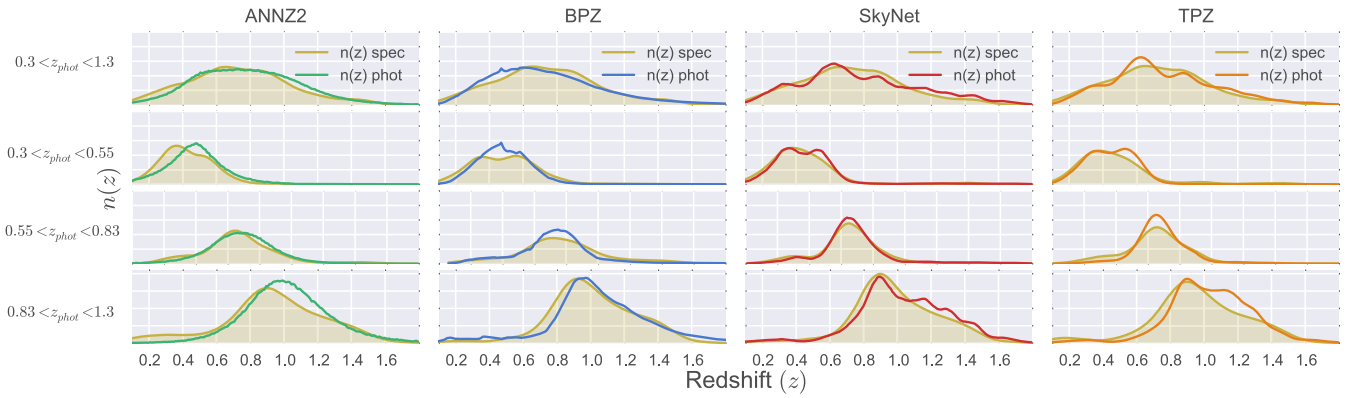 ANNZ2 BPZ SkyNet TPZ
0.3 < z_phot < 1.3
n(z) spec n(z) spec n(z) spec n(z) spec
n(z) phot n(z) phot n(z) phot n(z) phot
0.3 < z_phot < 0.55
n(z)
0.55 < z_phot < 0.83
0.83 < z_phot < 1.3
0.2 0.4 0.6 0.8 1.0 1.2 1.4 1.6 0.2 0.4 0.6 0.8 1.0 1.2 1.4 1.6 0.2 0.4 0.6 0.8 1.0 1.2 1.4 1.6 0.2 0.4 0.6 0.8 1.0 1.2 1.4 1.6
Redshift (z)